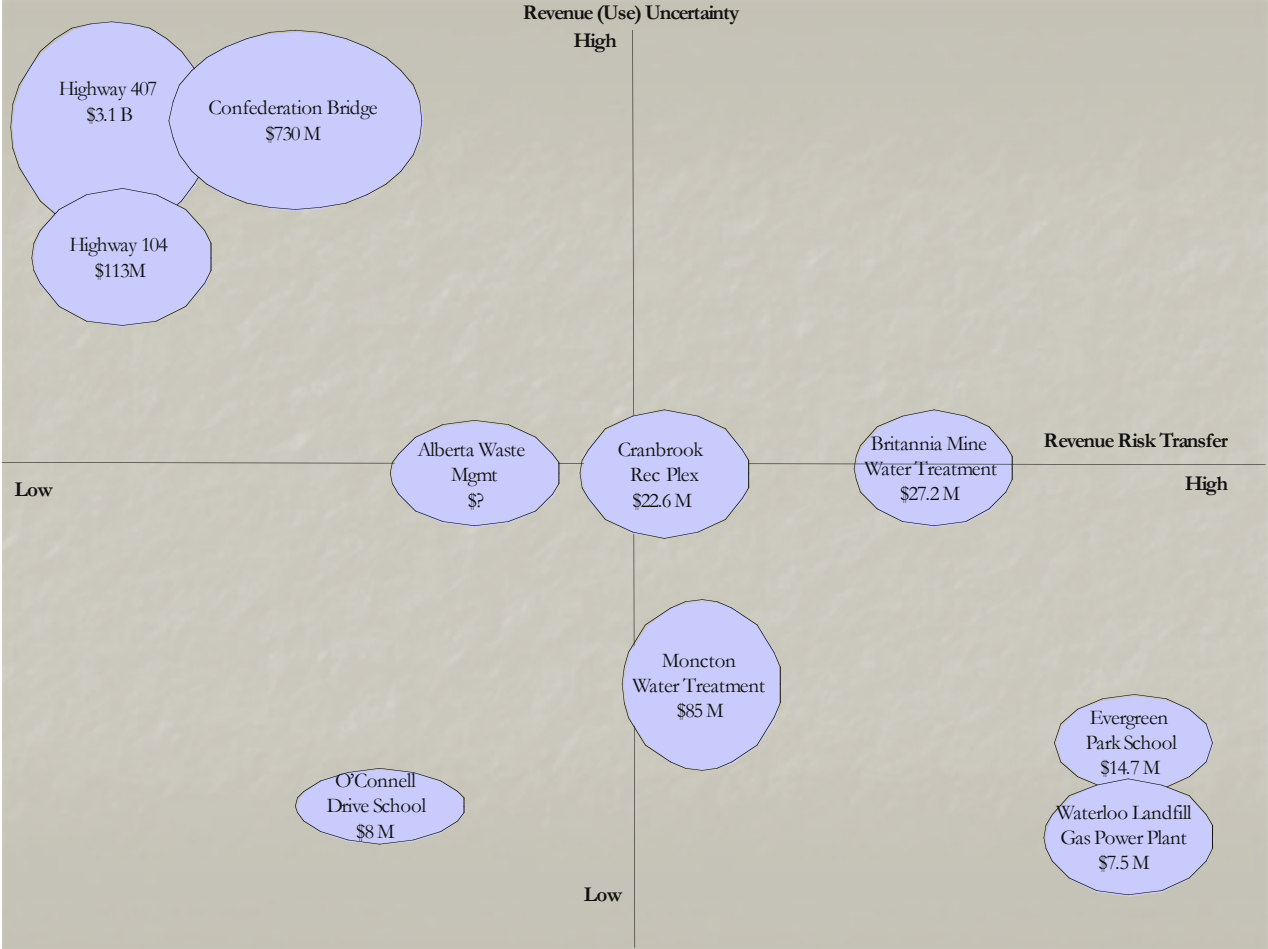 Revenue (Use) Uncertainty
High
Highway 407
$3.1 B
Confederation Bridge
$730 M
Highway 104
$113M
Revenue Risk Transfer
Low
High
Alberta Waste
Mgmt
$?
Cranbrook
Rec Plex
$22.6 M
Britannia Mine
Water Treatment
$27.2 M
Moncton
Water Treatment
$85 M
Evergreen
Park School
$14.7 M
O’Connell
Drive School
$8 M
Waterloo Landfill
Gas Power Plant
$7.5 M
Low